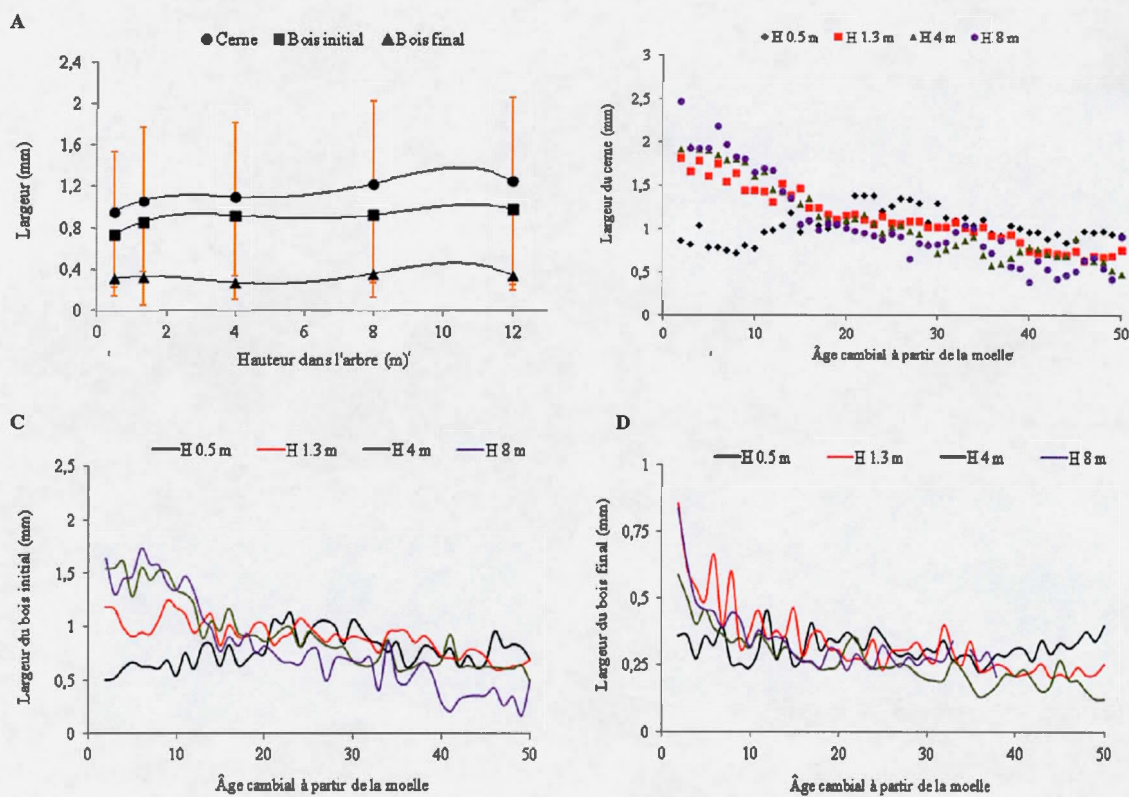 A
Cerne Bois initial Bois final
2,4
2
1,6
1,2
0,8
0,4
0
0 2 4 6 8 10 12
Largeur (mm)
Hauteur dans l'arbre (m)
H 0.5 m H 1.3 m H 4 m H 8 m
3
2,5
2
1,5
1
0,5
0
0 10 20 30 40 50
Largeur du cerne (mm)
Âge cambial à partir de la moelle
C
H 0.5 m H 1.3 m H 4 m H 8 m
2,5
2
1,5
1
0,5
0
0 10 20 30 40 50
Largeur du bois initial (mm)
Âge cambial à partir de la moelle
D
H 0.5 m H 1.3 m H 4 m H 8 m
1
0,75
0,5
0,25
0
0 10 20 30 40 50
Largeur du bois final (mm)
Âge cambial à partir de la moelle